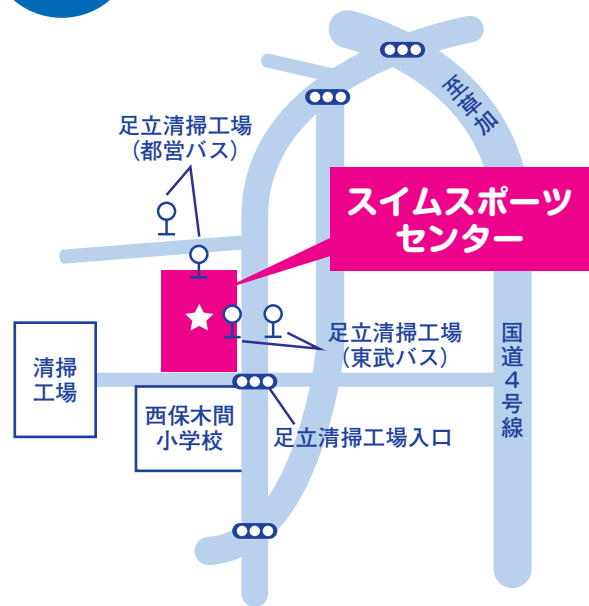 至草加
足立清掃工場
(都営バス)
スイムスポーツ
センター
足立清掃工場
(東武バス)
国道4号線
清掃
工場
西保木間
小学校
足立清掃工場入口